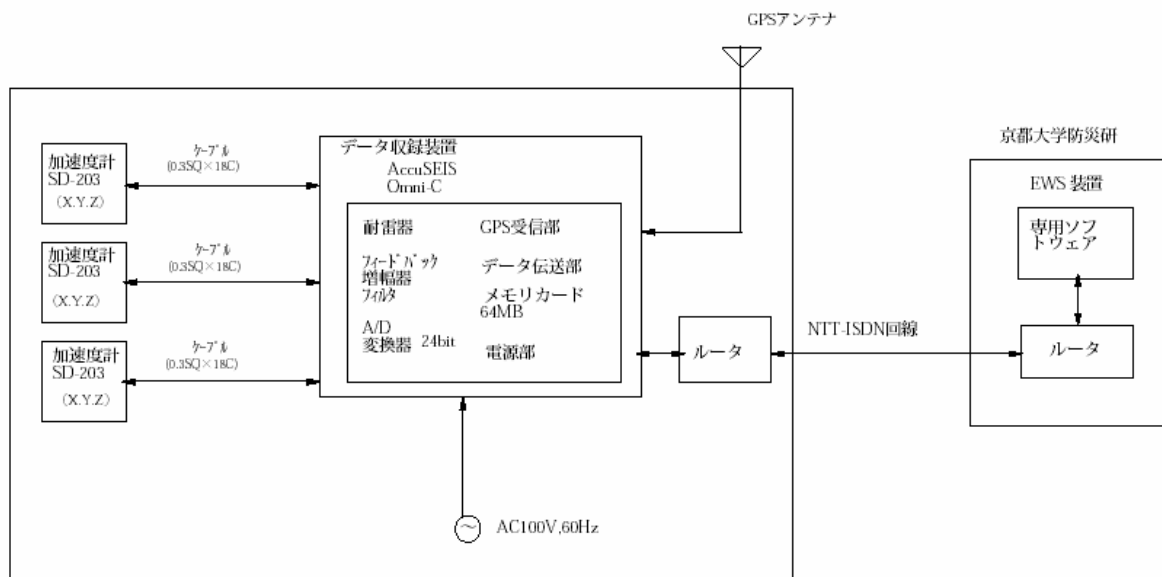 GPSアンテナ
京都大学防災研
加速度計
SD-203
(X.Y.Z)
ケーブル
(0.3SQ×18C)
加速度計
SD-203
(X.Y.Z)
ケーブル
(0.3SQ×18C)
加速度計
SD-203
(X.Y.Z)
ケーブル
(0.3SQ×18C)
データ収録装置
AccuSEIS
Omni-C
耐雷器
フィードバック
増幅器
フィルタ
A/D
変換器 24bit
GPS受信部
データ伝送部
メモリカード
64MB
電源部
AC100V,60Hz
ルータ
NTT-ISDN回線
EWS 装置
専用ソフ
トウェア
ルータ